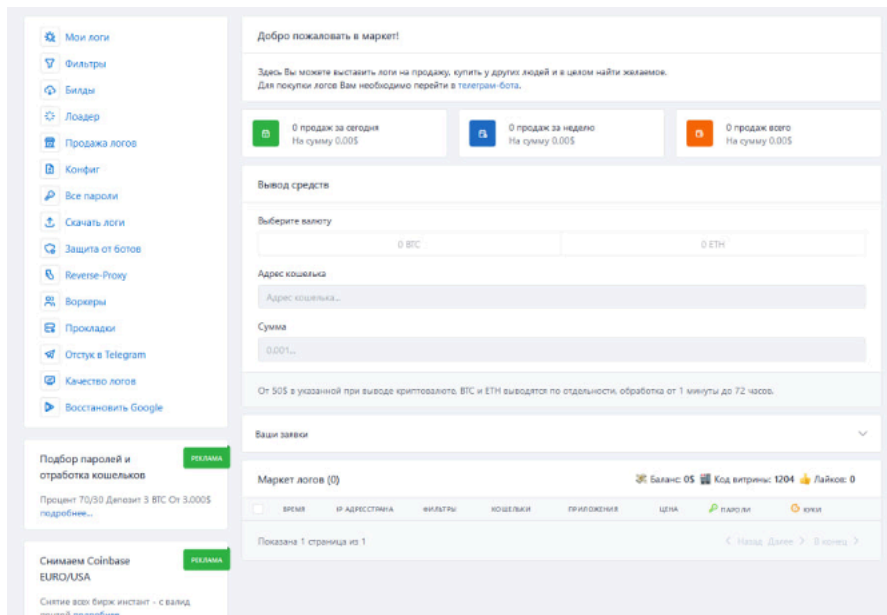 Мои логи
Фильтры
Билды
Лоадер
Продажа логов
Конфиг
Все пароли
Скачать логи
Защита от ботов
Reverse-Proxy
Воркеры
Прокладки
Отстук в Telegram
Качество логов
Восстановить Google
Подбор паролей и
отработка кошельков
РЕКЛАМА
Процент 70/30 Депозит 3 BTC От 3.000$
подробнее...
Снимаем Coinbase
EURO/USA
РЕКЛАМА
Снятие всех бирж инстант - с валид
Добро пожаловать в маркет!
Здесь Вы можете выставить логи на продажу, купить у других людей и в целом найти желаемое.
Для покупки логов Вам необходимо перейти в телеграм-бота.
0 продаж за сегодня
На сумму 0.00$
0 продаж за неделю
На сумму 0.00$
0 продаж всего
На сумму 0.00$
Вывод средств
Выберите валюту
0 BTC
0 ETH
Адрес кошелька
Адрес кошелька...
Сумма
0.001...
От 50$ в указанной при выводе криптовалюте, BTC и ETH выводятся по отдельности, обработка от 1 минуты до 72 часов.
Ваши заявки
Маркет логов (0)
Баланс: 0$ Код витрины: 1204 Лайков: 0
ВРЕМЯ IP АДРЕС/СТРАНА ФИЛЬТРЫ КОШЕЛЬКИ ПРИЛОЖЕНИЯ ЦЕНА ПАРОЛИ КУКИ
Показана 1 страница из 1
Назад Далее В конец